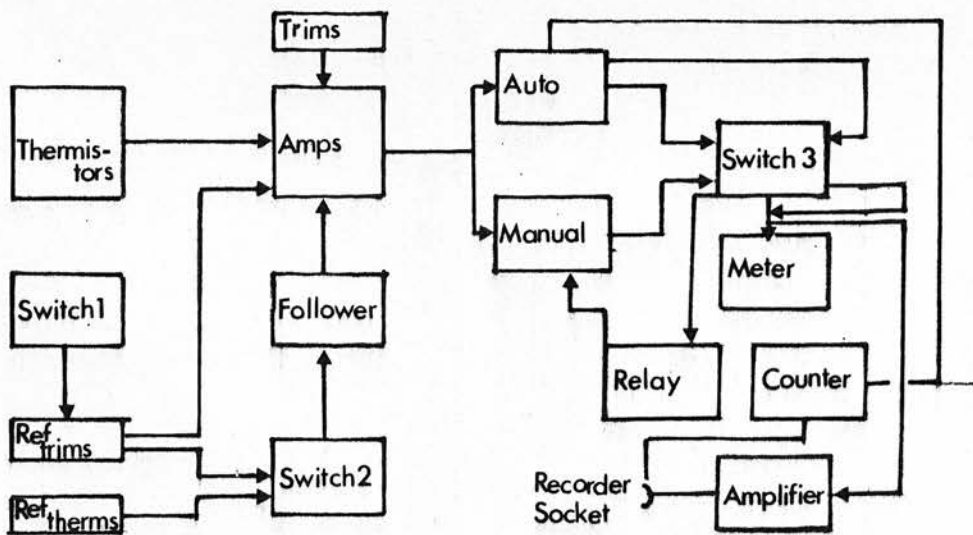 Trims
Auto
Thermis-
tors
Amps
Switch 3
Manual
Meter
Switch1
Follower
Relay
Counter
Ref
trims
Switch2
Ref
therms
Recorder
Socket
Amplifier